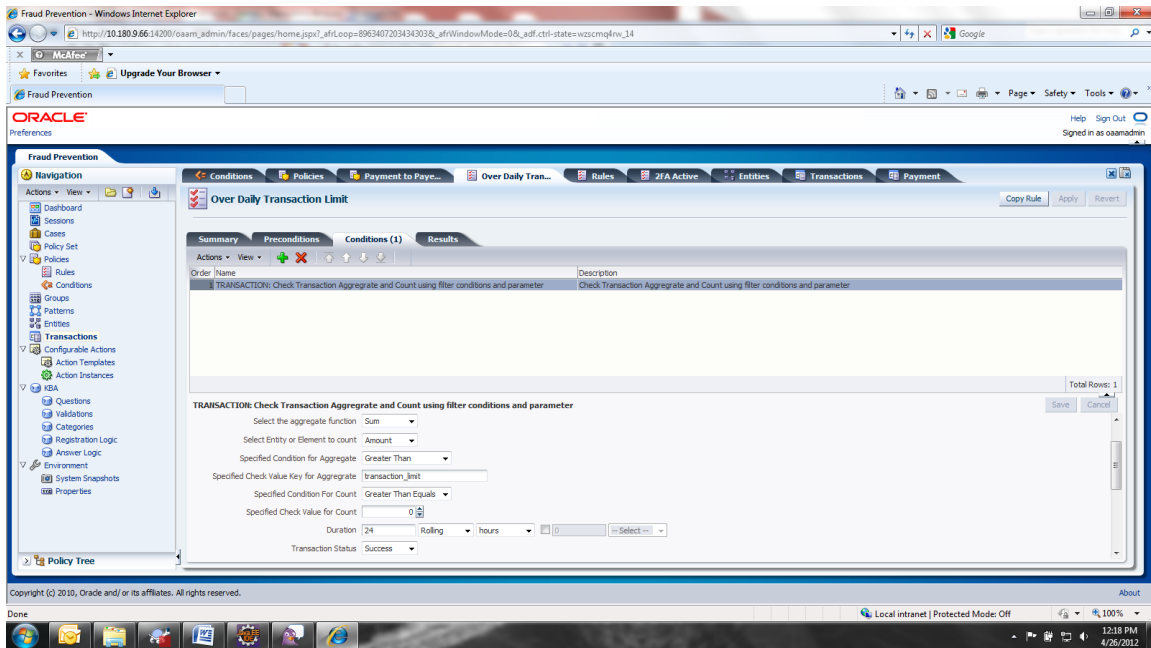 Fraud Prevention - Windows Internet Explorer
http://10.180.9.66:14200/oaam_admin/faces/pages/home.jspx?_afrLoop=8963407203434303&_afrWindowMode=0&_adf.ctrl-state=wzscmq4rw_14
Google
McAfee
Favorites Upgrade Your Browser
Fraud Prevention
Page Safety Tools
ORACLE
Help Sign Out
Preferences
Signed in as oaamadmin
Fraud Prevention
Navigation
Actions View
Dashboard
Sessions
Cases
Policy Set
Policies
Rules
Conditions
Groups
Patterns
Entities
Transactions
Configurable Actions
Action Templates
Action Instances
KBA
Questions
Validations
Categories
Registration Logic
Answer Logic
Environment
System Snapshots
Properties
Policy Tree
Conditions Policies Payment to Paye... Over Daily Tran... Rules 2FA Active Entities Transactions Payment
Over Daily Transaction Limit
Copy Rule Apply Revert
Summary Preconditions Conditions (1) Results
Actions View
Order Name Description
1 TRANSACTION: Check Transaction Aggregrate and Count using filter conditions and parameter Check Transaction Aggregrate and Count using filter conditions and parameter
Total Rows: 1
TRANSACTION: Check Transaction Aggregrate and Count using filter conditions and parameter
Save Cancel
Select the aggregate function Sum
Select Entity or Element to count Amount
Specified Condition for Aggregate Greater Than
Specified Check Value Key for Aggregrate transaction_limit
Specified Condition For Count Greater Than Equals
Specified Check Value for Count 0
Duration 24 Rolling hours 0 -- Select --
Transaction Status Success
Copyright (c) 2010, Oracle and/ or its affiliates. All rights reserved.
About
Done
Local intranet | Protected Mode: Off
100%
12:18 PM
4/26/2012